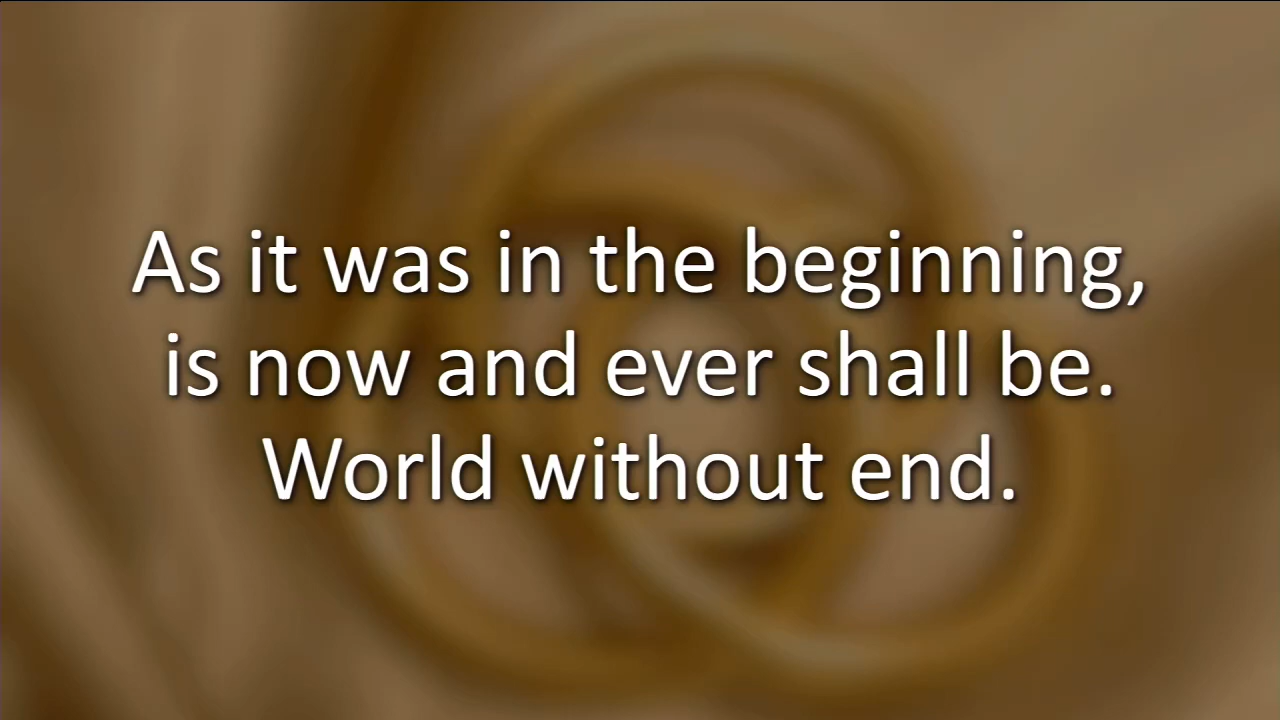 As it was in the beginning,
is now and ever shall be.
World without end.